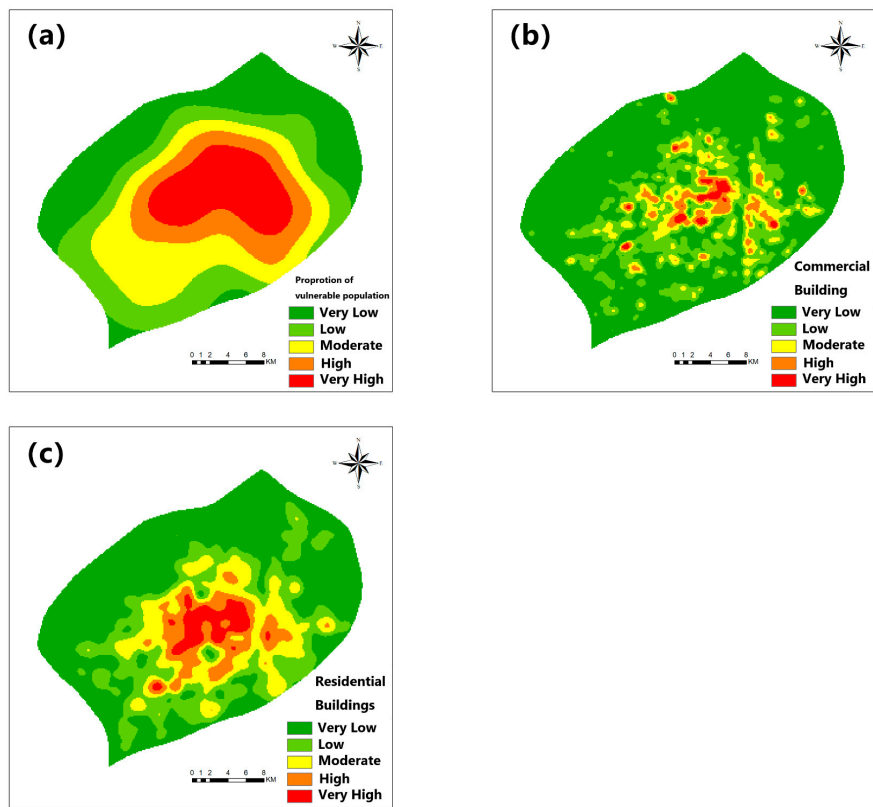 (a)
N
W E
S
Proprotion of
vulnerable population
Very Low
Low
Moderate
High
Very High
0 1 2 4 6 8
KM
(b)
N
W E
S
Commercial
Building
Very Low
Low
Moderate
High
Very High
0 1 2 4 6 8
KM
(c)
N
W E
S
Residential
Buildings
Very Low
Low
Moderate
High
Very High
0 1 2 4 6 8
KM